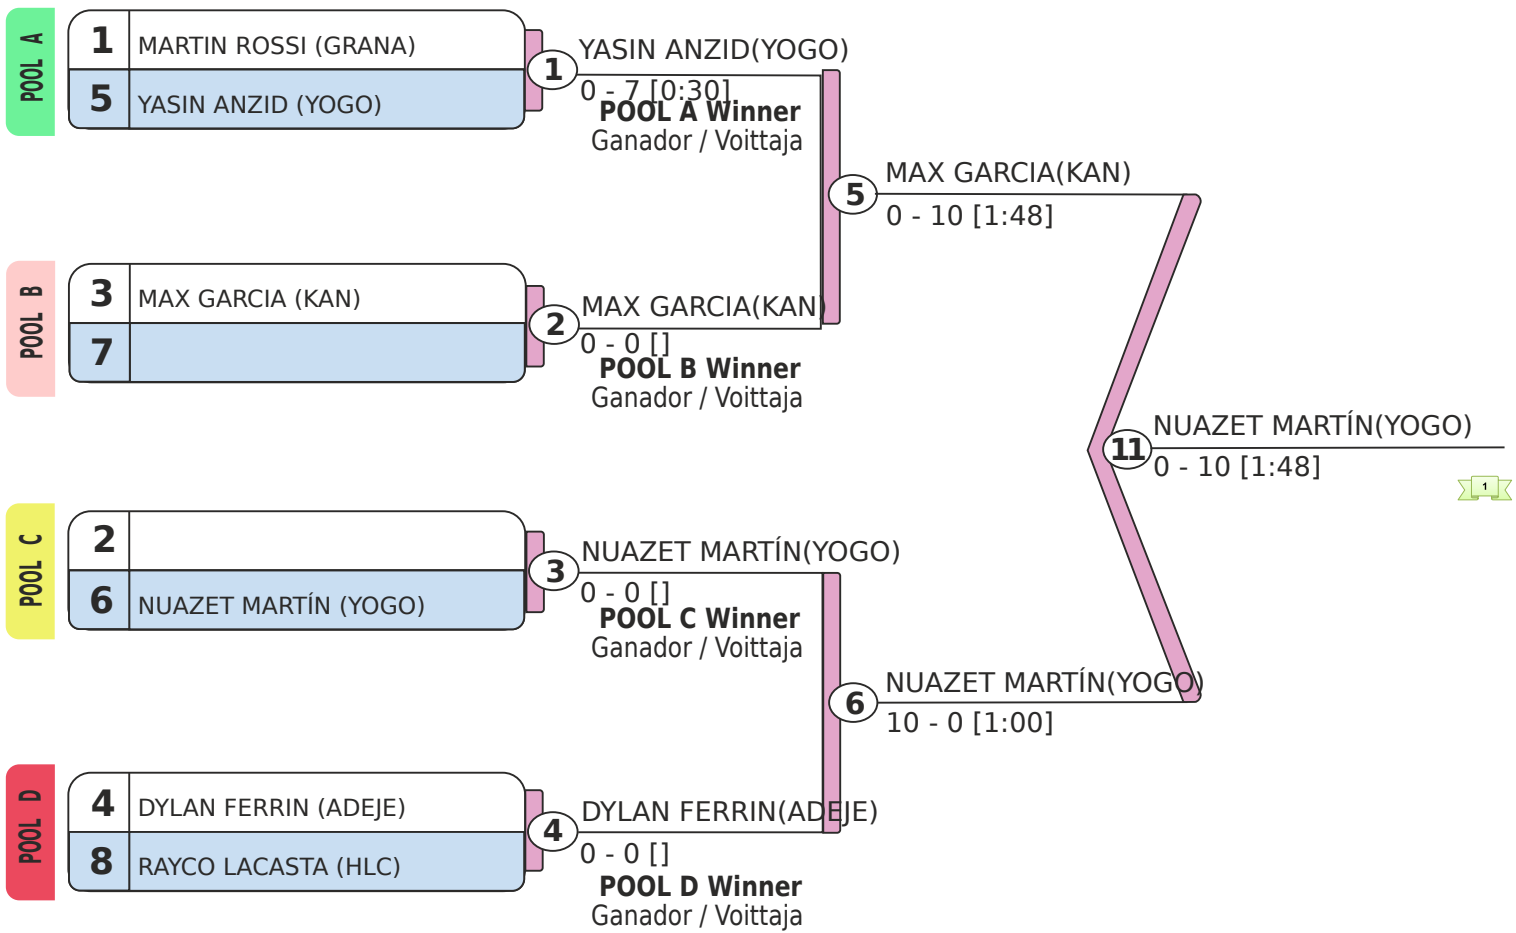 POOL A
1 MARTIN ROSSI (GRANA)
5 YASIN ANZID (YOGO)
1
YASIN ANZID(YOGO)
0 - 7 [0:30]
POOL A Winner
Ganador / Voittaja
POOL B
3 MAX GARCIA (KAN)
7
2
MAX GARCIA(KAN)
0 - 0 []
POOL B Winner
Ganador / Voittaja
5
MAX GARCIA(KAN)
0 - 10 [1:48]
POOL C
2
6 NUAZET MARTÍN (YOGO)
3
NUAZET MARTÍN(YOGO)
0 - 0 []
POOL C Winner
Ganador / Voittaja
POOL D
4 DYLAN FERRIN (ADEJE)
8 RAYCO LACASTA (HLC)
4
DYLAN FERRIN(ADEJE)
0 - 0 []
POOL D Winner
Ganador / Voittaja
6
NUAZET MARTÍN(YOGO)
10 - 0 [1:00]
11
NUAZET MARTÍN(YOGO)
0 - 10 [1:48]
1